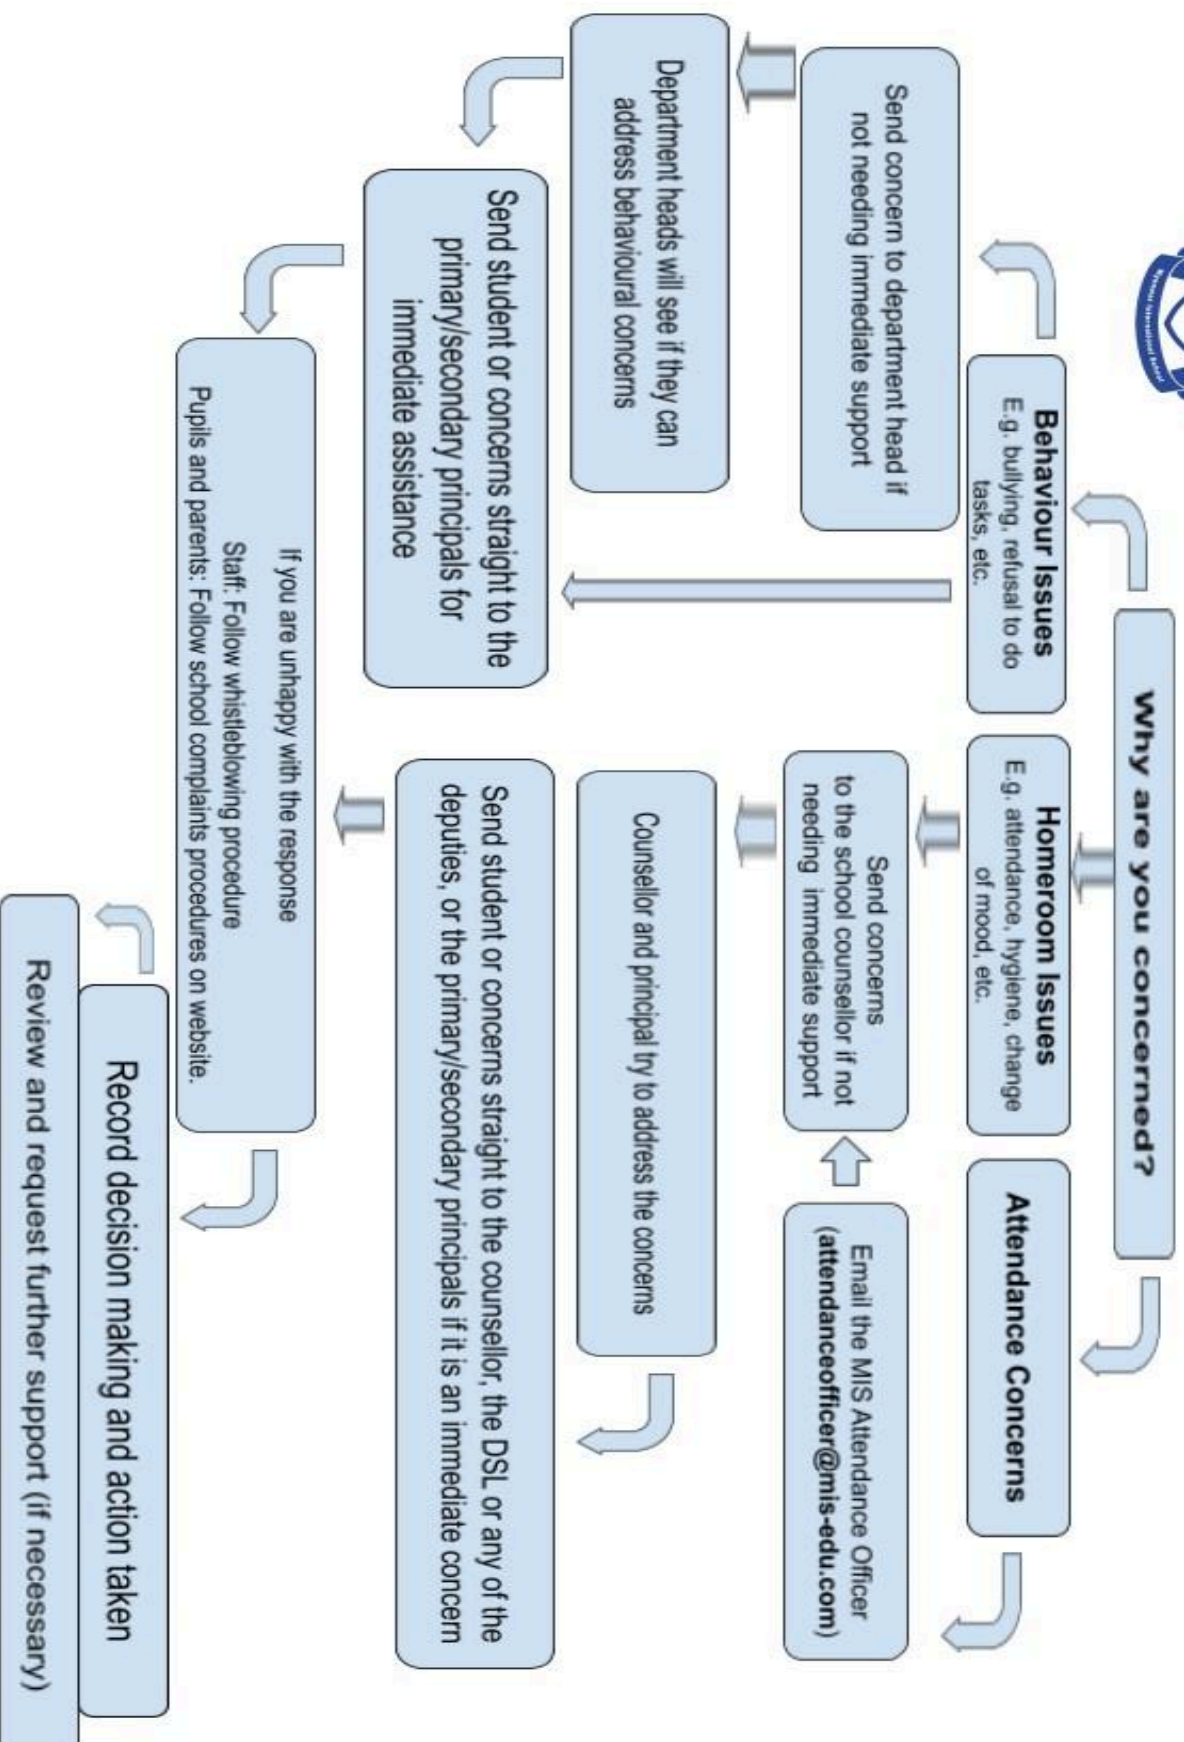 Why are you concerned?
Behaviour Issues
E.g. bullying, refusal to do
tasks, etc.
Homeroom Issues
E.g. attendance, hygiene, change
of mood, etc.
Attendance Concerns
Send concern to department head if
not needing immediate support
Send concerns
to the school counsellor if not
needing immediate support
Email the MIS Attendance Officer
(attendanceofficer@mis-edu.com)
Department heads will see if they can
address behavioural concerns
Counsellor and principal try to address the concerns
Send student or concerns straight to the
primary/secondary principals for
immediate assistance
Send student or concerns straight to the counsellor, the DSL or any of the
deputies, or the primary/secondary principals if it is an immediate concern
If you are unhappy with the response
Staff: Follow whistleblowing procedure
Pupils and parents: Follow school complaints procedures on website.
Record decision making and action taken
Review and request further support (if necessary)